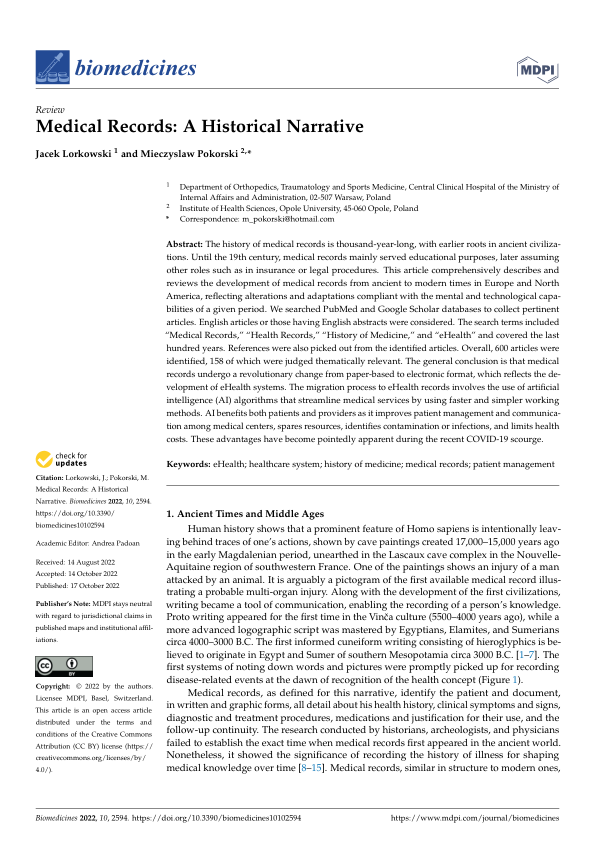 biomedicines
MDPI
Review
Medical Records: A Historical Narrative
Jacek Lorkowski 1 and Mieczyslaw Pokorski 2,*
1 Department of Orthopedics, Traumatology and Sports Medicine, Central Clinical Hospital of the Ministry of
Internal Affairs and Administration, 02-507 Warsaw, Poland
2 Institute of Health Sciences, Opole University, 45-060 Opole, Poland
* Correspondence: m_pokorski@hotmail.com
Abstract: The history of medical records is thousand-year-long, with earlier roots in ancient civiliza-
tions. Until the 19th century, medical records mainly served educational purposes, later assuming
other roles such as in insurance or legal procedures. This article comprehensively describes and
reviews the development of medical records from ancient to modern times in Europe and North
America, reflecting alterations and adaptations compliant with the mental and technological capa-
bilities of a given period. We searched PubMed and Google Scholar databases to collect pertinent
articles. English articles or those having English abstracts were considered. The search terms included
“Medical Records,” “Health Records,” “History of Medicine,” and “eHealth” and covered the last
hundred years. References were also picked out from the identified articles. Overall, 600 articles were
identified, 158 of which were judged thematically relevant. The general conclusion is that medical
records undergo a revolutionary change from paper-based to electronic format, which reflects the de-
velopment of eHealth systems. The migration process to eHealth records involves the use of artificial
intelligence (AI) algorithms that streamline medical services by using faster and simpler working
methods. AI benefits both patients and providers as it improves patient management and communica-
tion among medical centers, spares resources, identifies contamination or infections, and limits health
costs. These advantages have become pointedly apparent during the recent COVID-19 scourge.
Keywords: eHealth; healthcare system; history of medicine; medical records; patient management
check for
updates
Citation: Lorkowski, J.; Pokorski, M.
Medical Records: A Historical
Narrative. Biomedicines 2022, 10, 2594.
https://doi.org/10.3390/
biomedicines10102594
Academic Editor: Andrea Padoan
Received: 14 August 2022
Accepted: 14 October 2022
Published: 17 October 2022
Publisher’s Note: MDPI stays neutral
with regard to jurisdictional claims in
published maps and institutional affil-
iations.
cc BY
Copyright: © 2022 by the authors.
Licensee MDPI, Basel, Switzerland.
This article is an open access article
distributed under the terms and
conditions of the Creative Commons
Attribution (CC BY) license (https://
creativecommons.org/licenses/by/
4.0/).
1. Ancient Times and Middle Ages
Human history shows that a prominent feature of Homo sapiens is intentionally leav-
ing behind traces of one’s actions, shown by cave paintings created 17,000–15,000 years ago
in the early Magdalenian period, unearthed in the Lascaux cave complex in the Nouvelle-
Aquitaine region of southwestern France. One of the paintings shows an injury of a man
attacked by an animal. It is arguably a pictogram of the first available medical record illus-
trating a probable multi-organ injury. Along with the development of the first civilizations,
writing became a tool of communication, enabling the recording of a person’s knowledge.
Proto writing appeared for the first time in the Vinča culture (5500–4000 years ago), while a
more advanced logographic script was mastered by Egyptians, Elamites, and Sumerians
circa 4000–3000 B.C. The first informed cuneiform writing consisting of hieroglyphics is be-
lieved to originate in Egypt and Sumer of southern Mesopotamia circa 3000 B.C. [1–7]. The
first systems of noting down words and pictures were promptly picked up for recording
disease-related events at the dawn of recognition of the health concept (Figure 1).
Medical records, as defined for this narrative, identify the patient and document,
in written and graphic forms, all detail about his health history, clinical symptoms and signs,
diagnostic and treatment procedures, medications and justification for their use, and the
follow-up continuity. The research conducted by historians, archeologists, and physicians
failed to establish the exact time when medical records first appeared in the ancient world.
Nonetheless, it showed the significance of recording the history of illness for shaping
medical knowledge over time [8–15]. Medical records, similar in structure to modern ones,
Biomedicines 2022, 10, 2594. https://doi.org/10.3390/biomedicines10102594
https://www.mdpi.com/journal/biomedicines